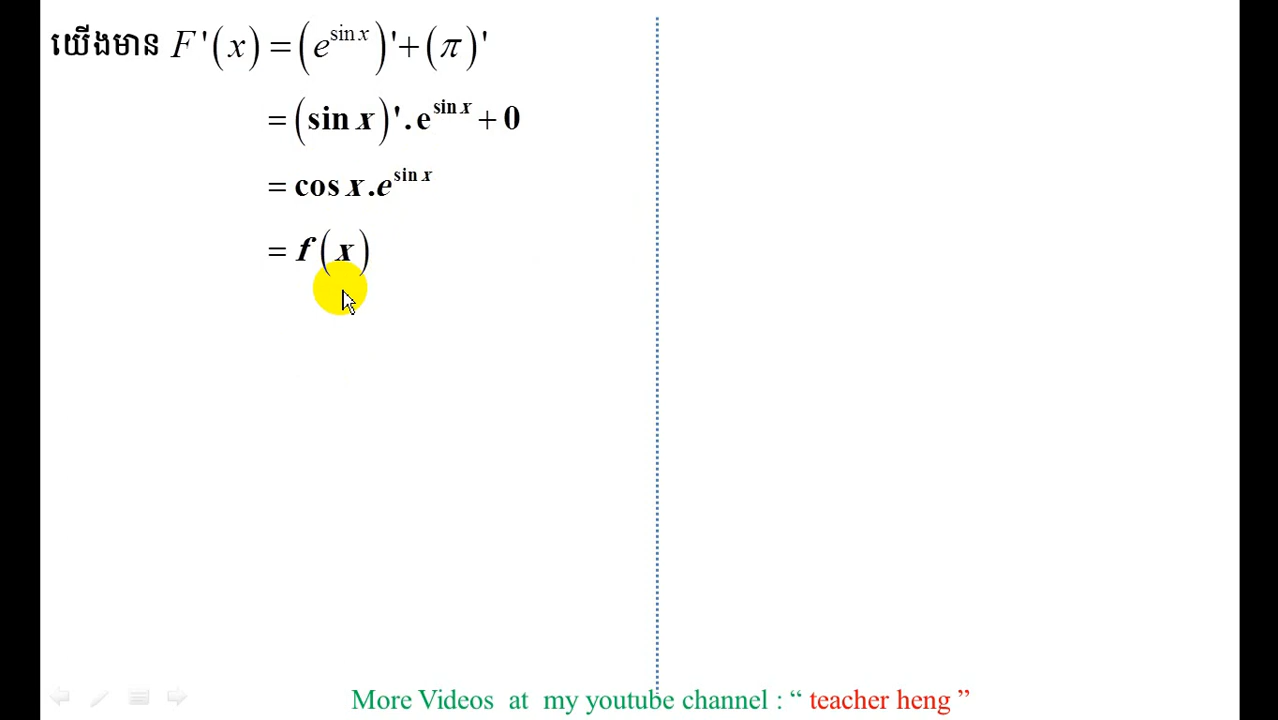 យើងមាន F'(x) = (e^{sin x})' + (π)'
= (sin x)'.e^{sin x} + 0
= cos x.e^{sin x}
= f(x)
More Videos at my youtube channel : “ teacher heng ”